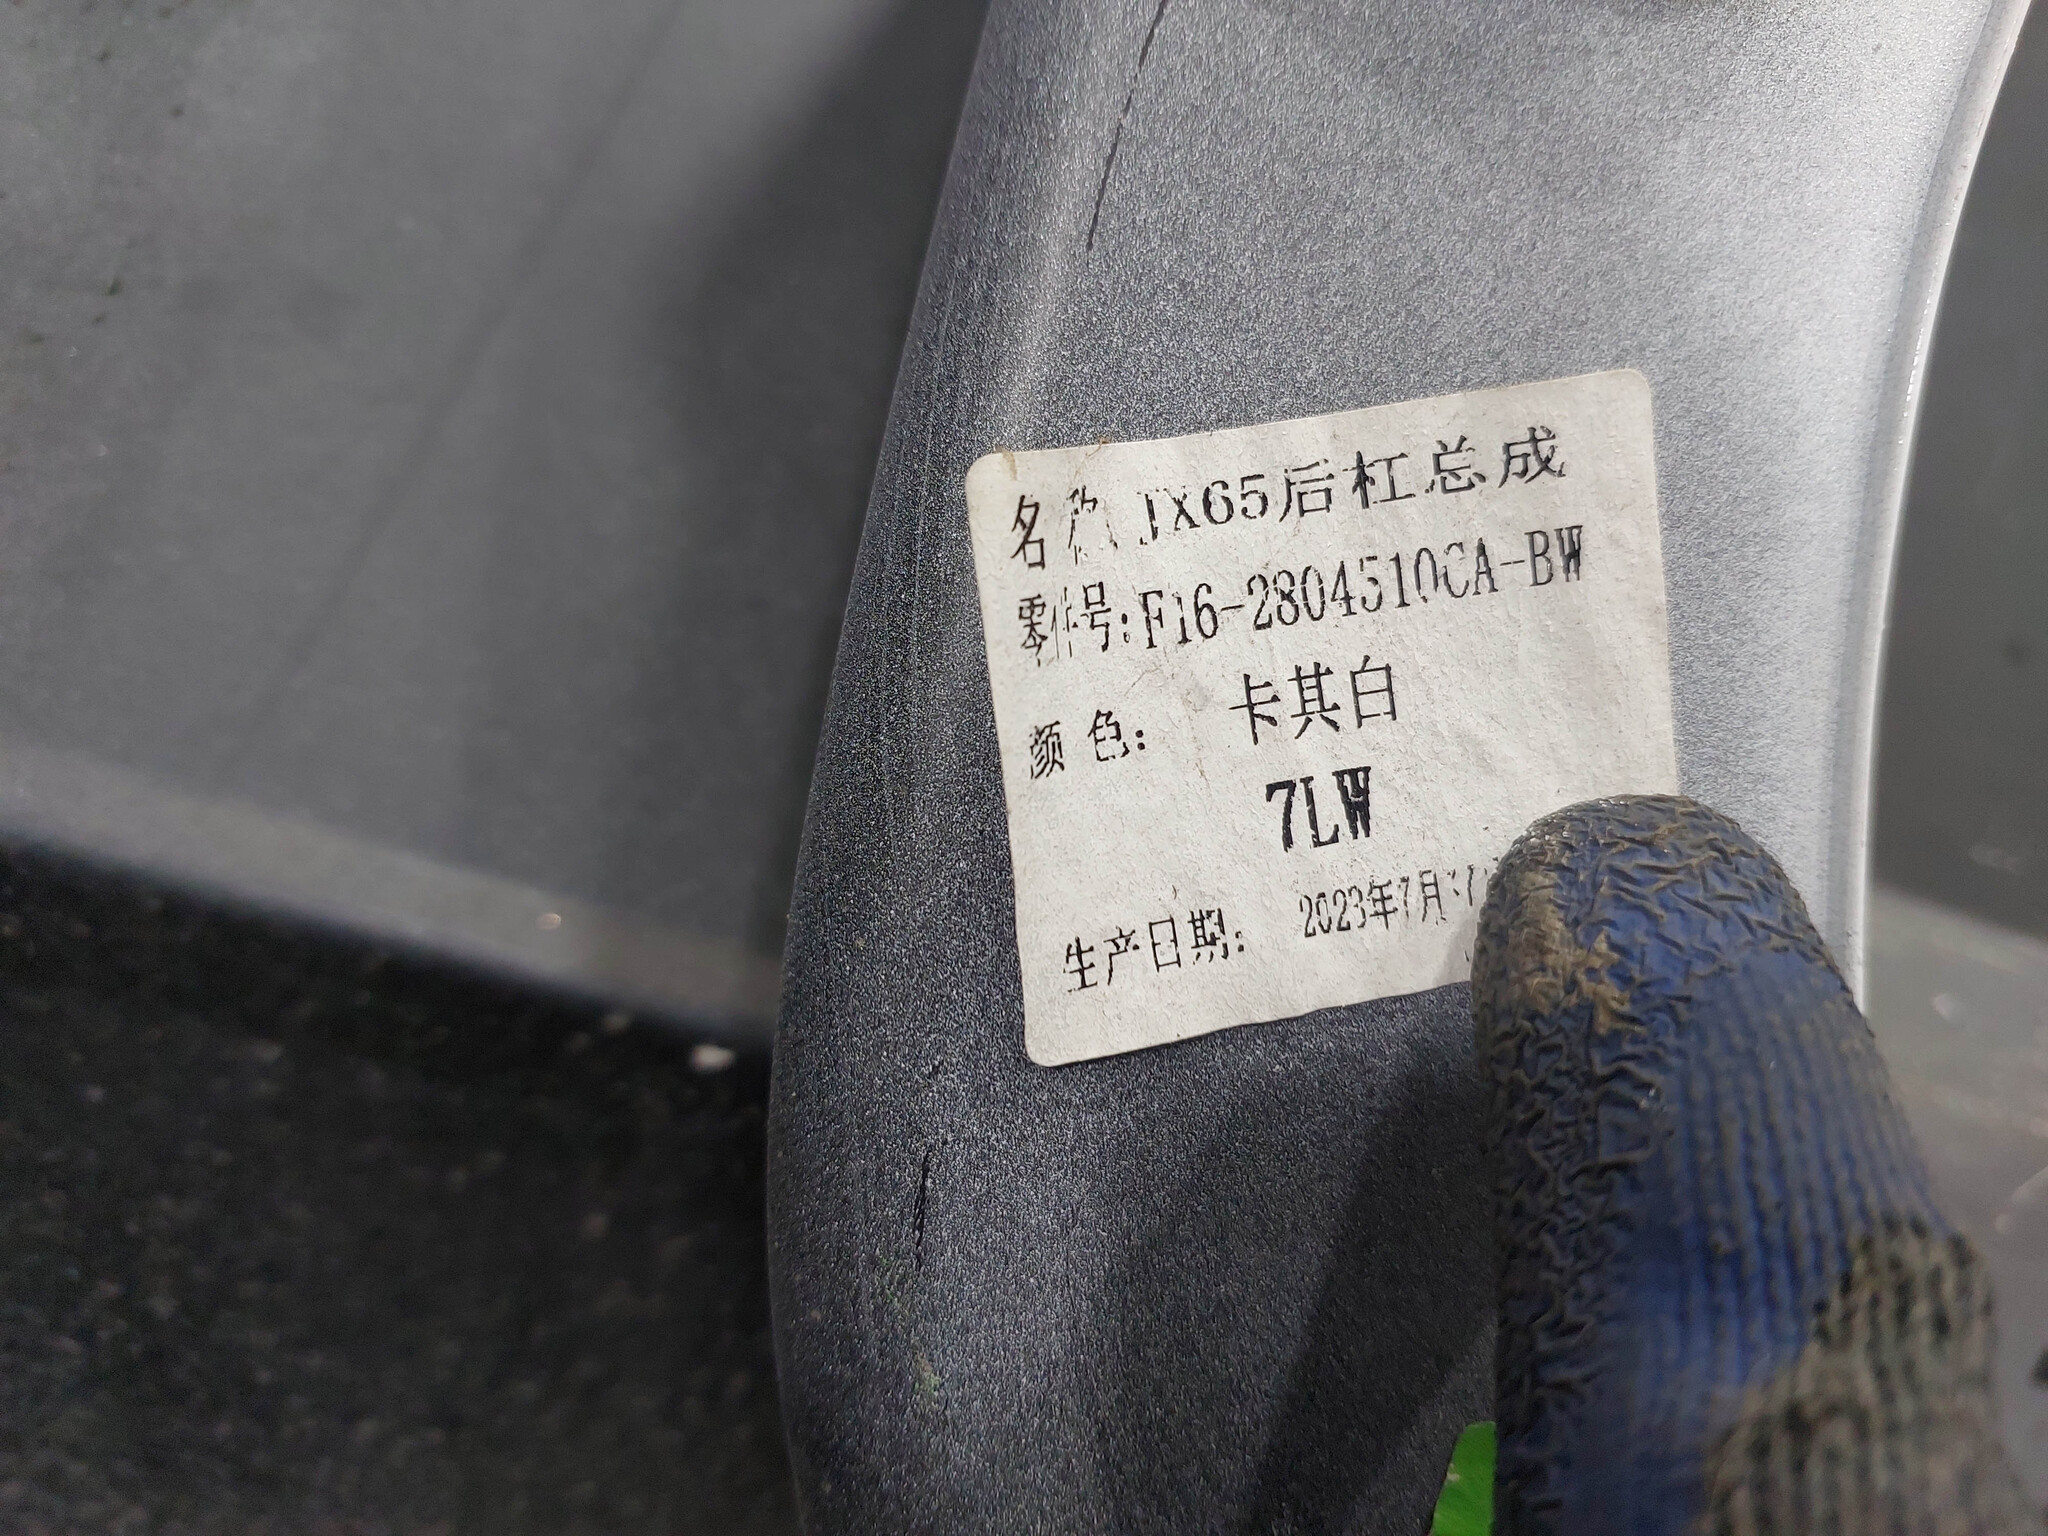 名称 JX65后杠总成
零件号:F16-2804510CA-BW
颜 色: 卡其白
7LW
生产日期: 2023年7月